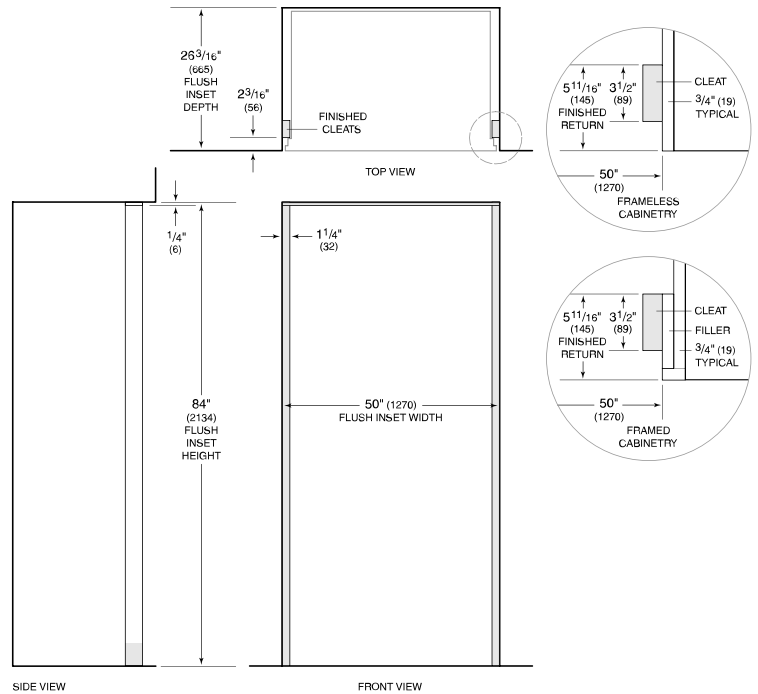 26 3/16"
(665)
FLUSH
INSET
DEPTH
2 3/16"
(56)
FINISHED
CLEATS
TOP VIEW
5 11/16"
(145)
FINISHED
RETURN
3 1/2"
(89)
CLEAT
3/4" (19)
TYPICAL
50"
(1270)
FRAMELESS
CABINETRY
1/4"
(6)
1 1/4"
(32)
84"
(2134)
FLUSH
INSET
HEIGHT
50" (1270)
FLUSH INSET WIDTH
5 11/16"
(145)
FINISHED
RETURN
3 1/2"
(89)
CLEAT
FILLER
3/4" (19)
TYPICAL
50"
(1270)
FRAMED
CABINETRY
SIDE VIEW
FRONT VIEW